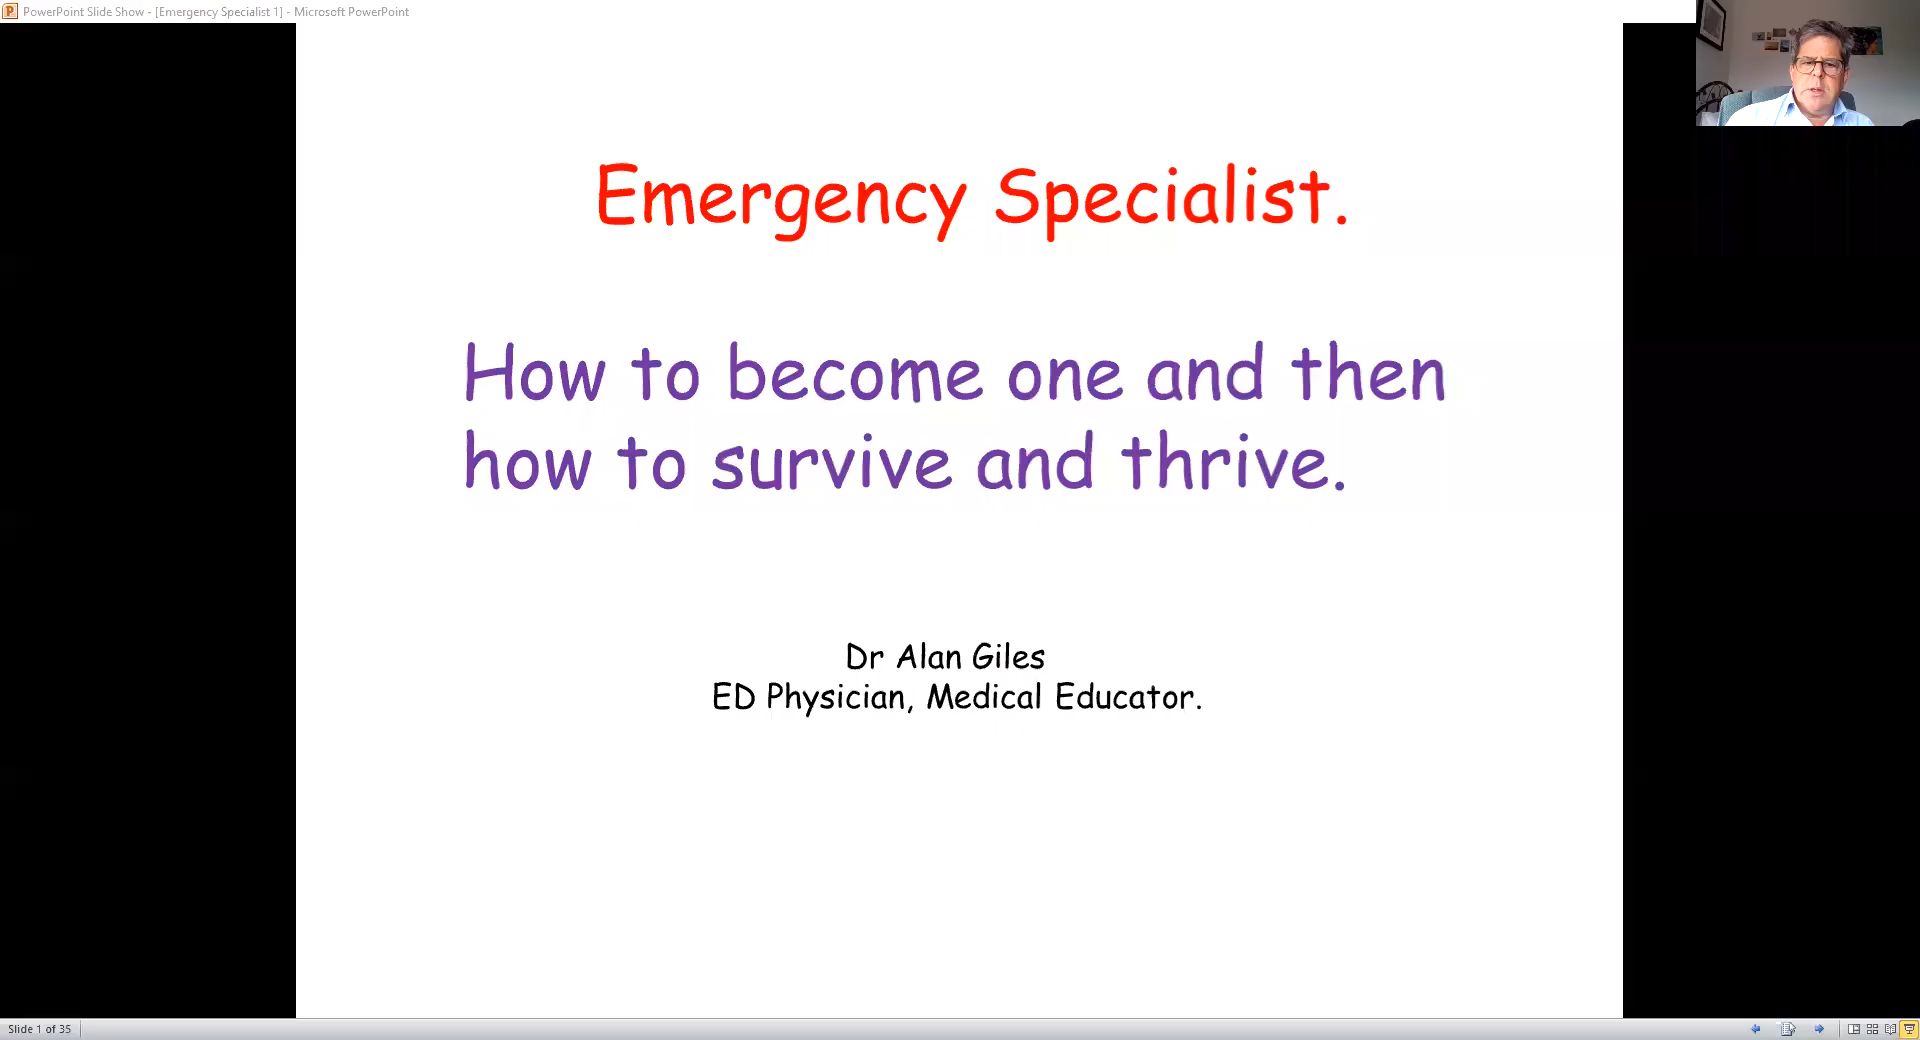 PowerPoint Slide Show - [Emergency Specialist 1] - Microsoft PowerPoint
Emergency Specialist.
How to become one and then
how to survive and thrive.
Dr Alan Giles
ED Physician, Medical Educator.
Slide 1 of 35